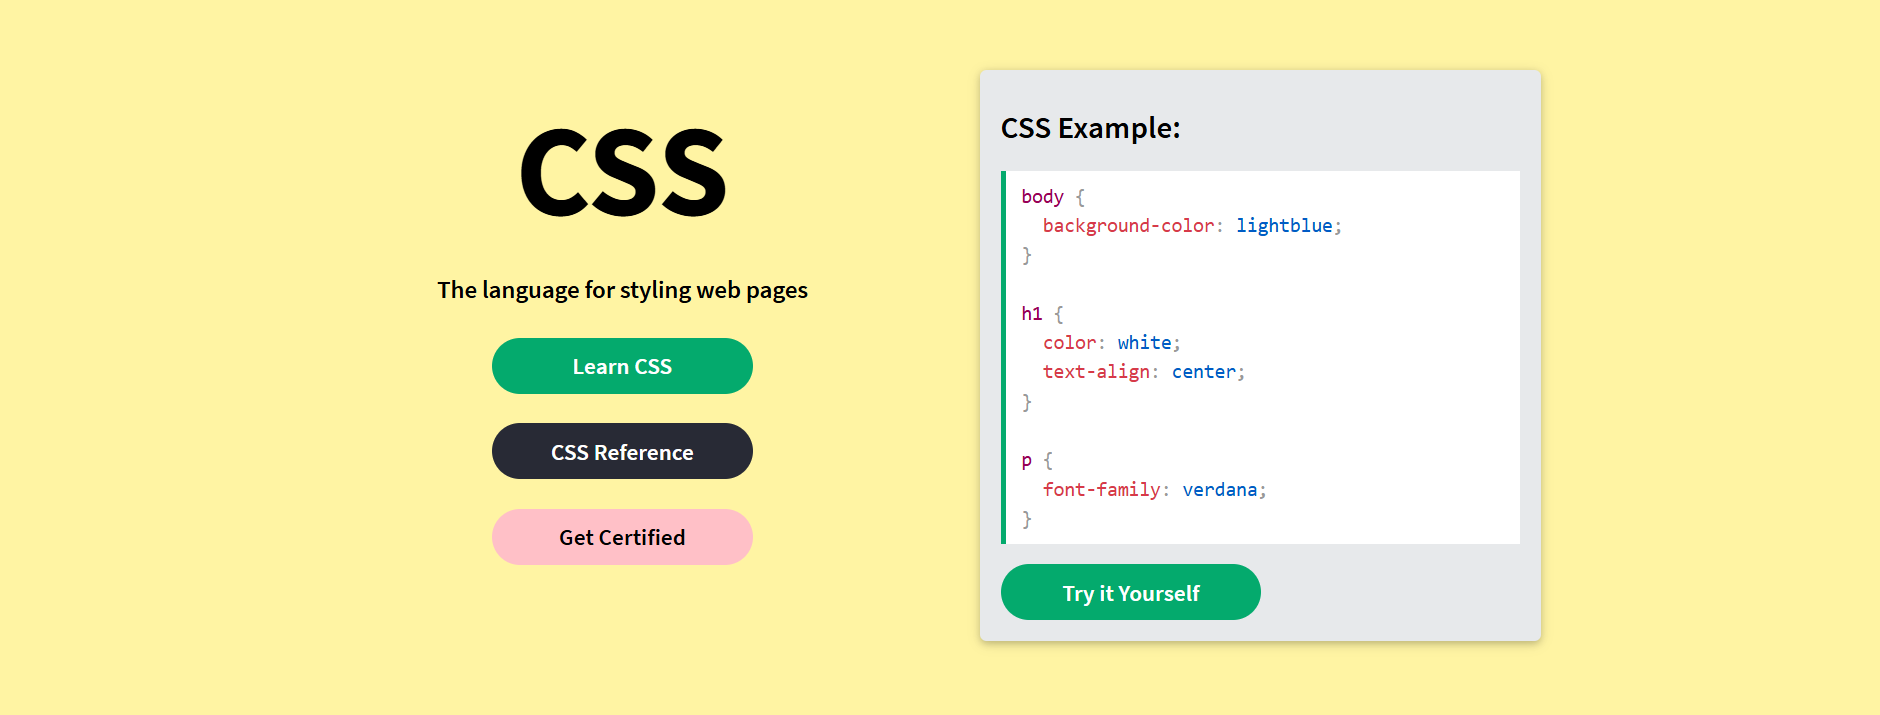 CSS
The language for styling web pages
Learn CSS
CSS Reference
Get Certified
CSS Example:
body {
  background-color: lightblue;
}

h1 {
  color: white;
  text-align: center;
}

p {
  font-family: verdana;
}
Try it Yourself